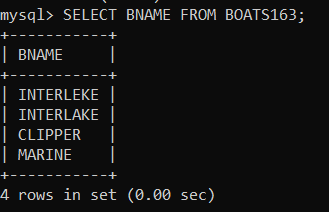 mysql> SELECT BNAME FROM BOATS163;
+-----------+
| BNAME     |
+-----------+
| INTERLEKE |
| INTERLAKE |
| CLIPPER   |
| MARINE    |
+-----------+
4 rows in set (0.00 sec)